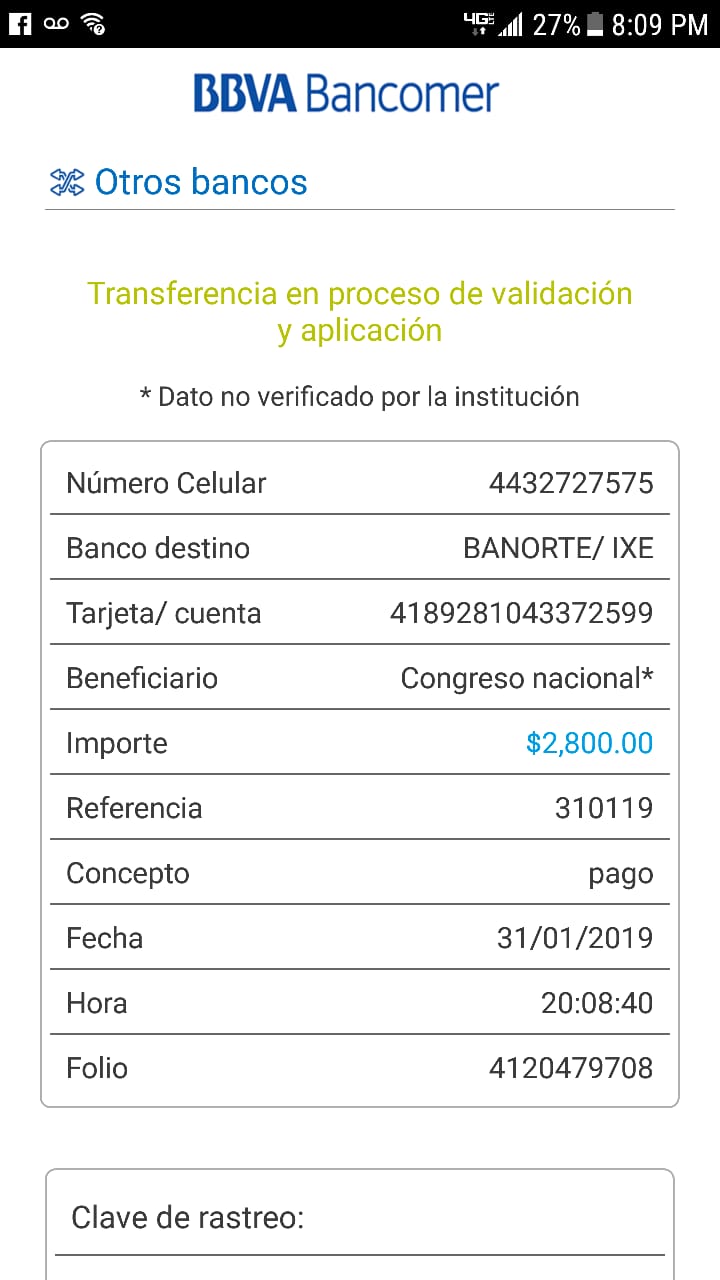 4G LTE 27% 8:09 PM
BBVA Bancomer
Otros bancos
Transferencia en proceso de validación
y aplicación
* Dato no verificado por la institución
Número Celular 4432727575
Banco destino BANORTE/ IXE
Tarjeta/ cuenta 4189281043372599
Beneficiario Congreso nacional*
Importe $2,800.00
Referencia 310119
Concepto pago
Fecha 31/01/2019
Hora 20:08:40
Folio 4120479708
Clave de rastreo: